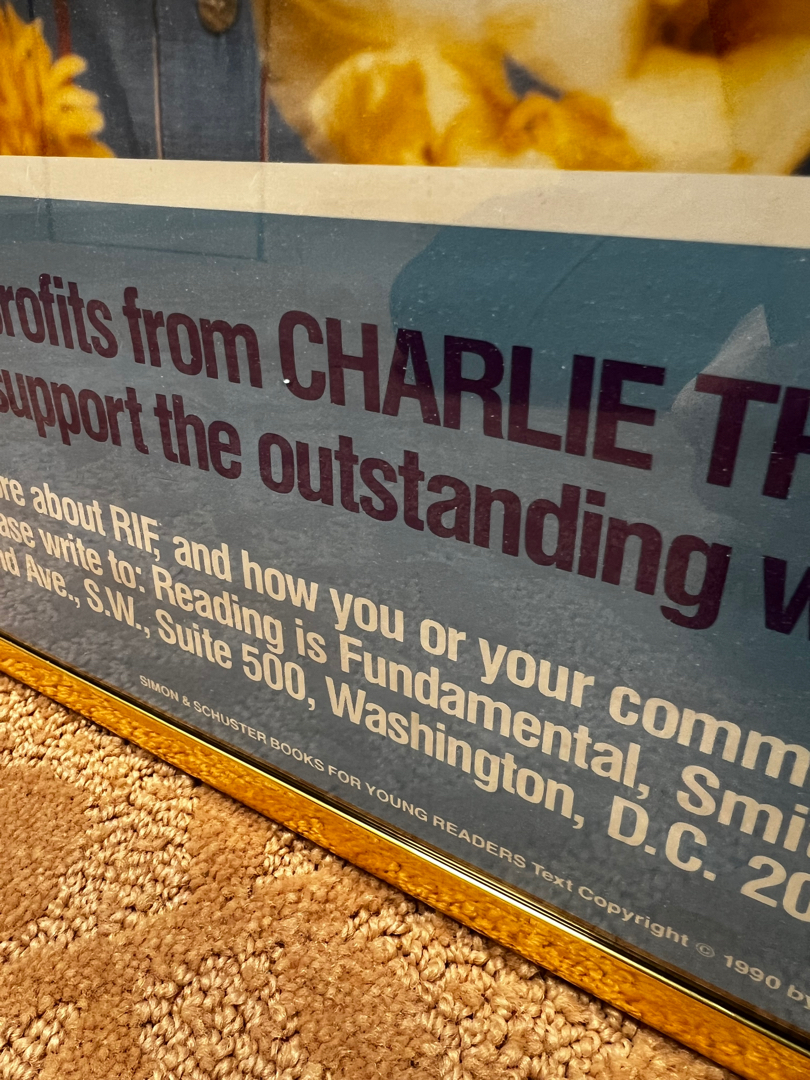 profits from CHARLIE TH
support the outstanding w
re about RIF, and how you or your comm
ase write to: Reading is Fundamental, Smi
nd Ave., S.W., Suite 500, Washington, D.C. 20
SIMON & SCHUSTER BOOKS FOR YOUNG READERS Text Copyright © 1990 by